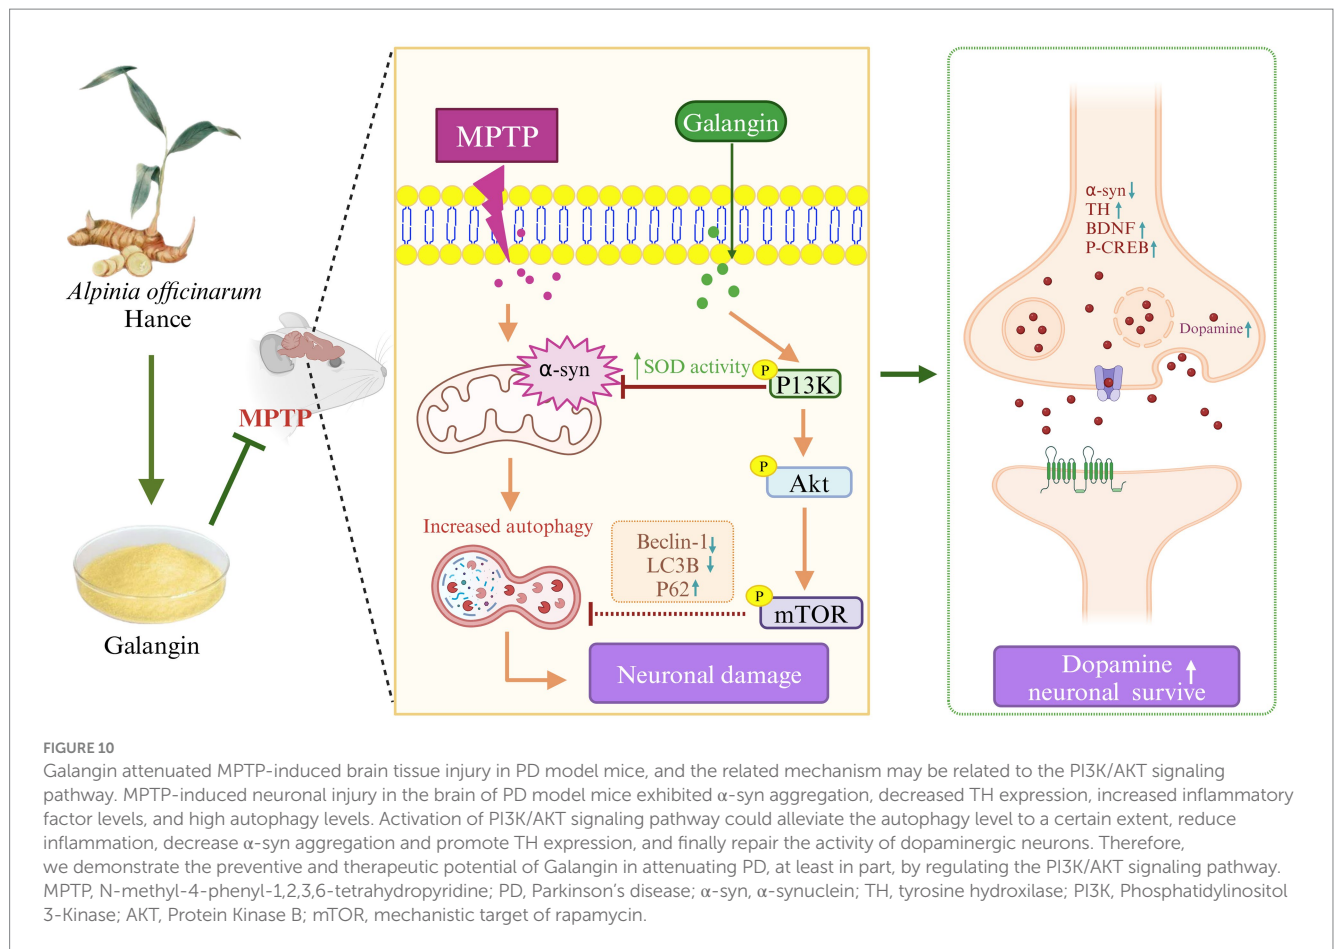 Alpinia officinarum
Hance
MPTP
Galangin
MPTP
Galangin
α-syn
↑ SOD activity
P
P13K
P
Akt
Increased autophagy
Beclin-1↓
LC3B ↓
P62↑
P
mTOR
Neuronal damage
α-syn↓
TH ↑
BDNF↑
P-CREB↑
Dopamine↑
Dopamine ↑
neuronal survive
FIGURE 10
Galangin attenuated MPTP-induced brain tissue injury in PD model mice, and the related mechanism may be related to the PI3K/AKT signaling
pathway. MPTP-induced neuronal injury in the brain of PD model mice exhibited α-syn aggregation, decreased TH expression, increased inflammatory
factor levels, and high autophagy levels. Activation of PI3K/AKT signaling pathway could alleviate the autophagy level to a certain extent, reduce
inflammation, decrease α-syn aggregation and promote TH expression, and finally repair the activity of dopaminergic neurons. Therefore,
we demonstrate the preventive and therapeutic potential of Galangin in attenuating PD, at least in part, by regulating the PI3K/AKT signaling pathway.
MPTP, N-methyl-4-phenyl-1,2,3,6-tetrahydropyridine; PD, Parkinson's disease; α-syn, α-synuclein; TH, tyrosine hydroxilase; PI3K, Phosphatidylinositol
3-Kinase; AKT, Protein Kinase B; mTOR, mechanistic target of rapamycin.